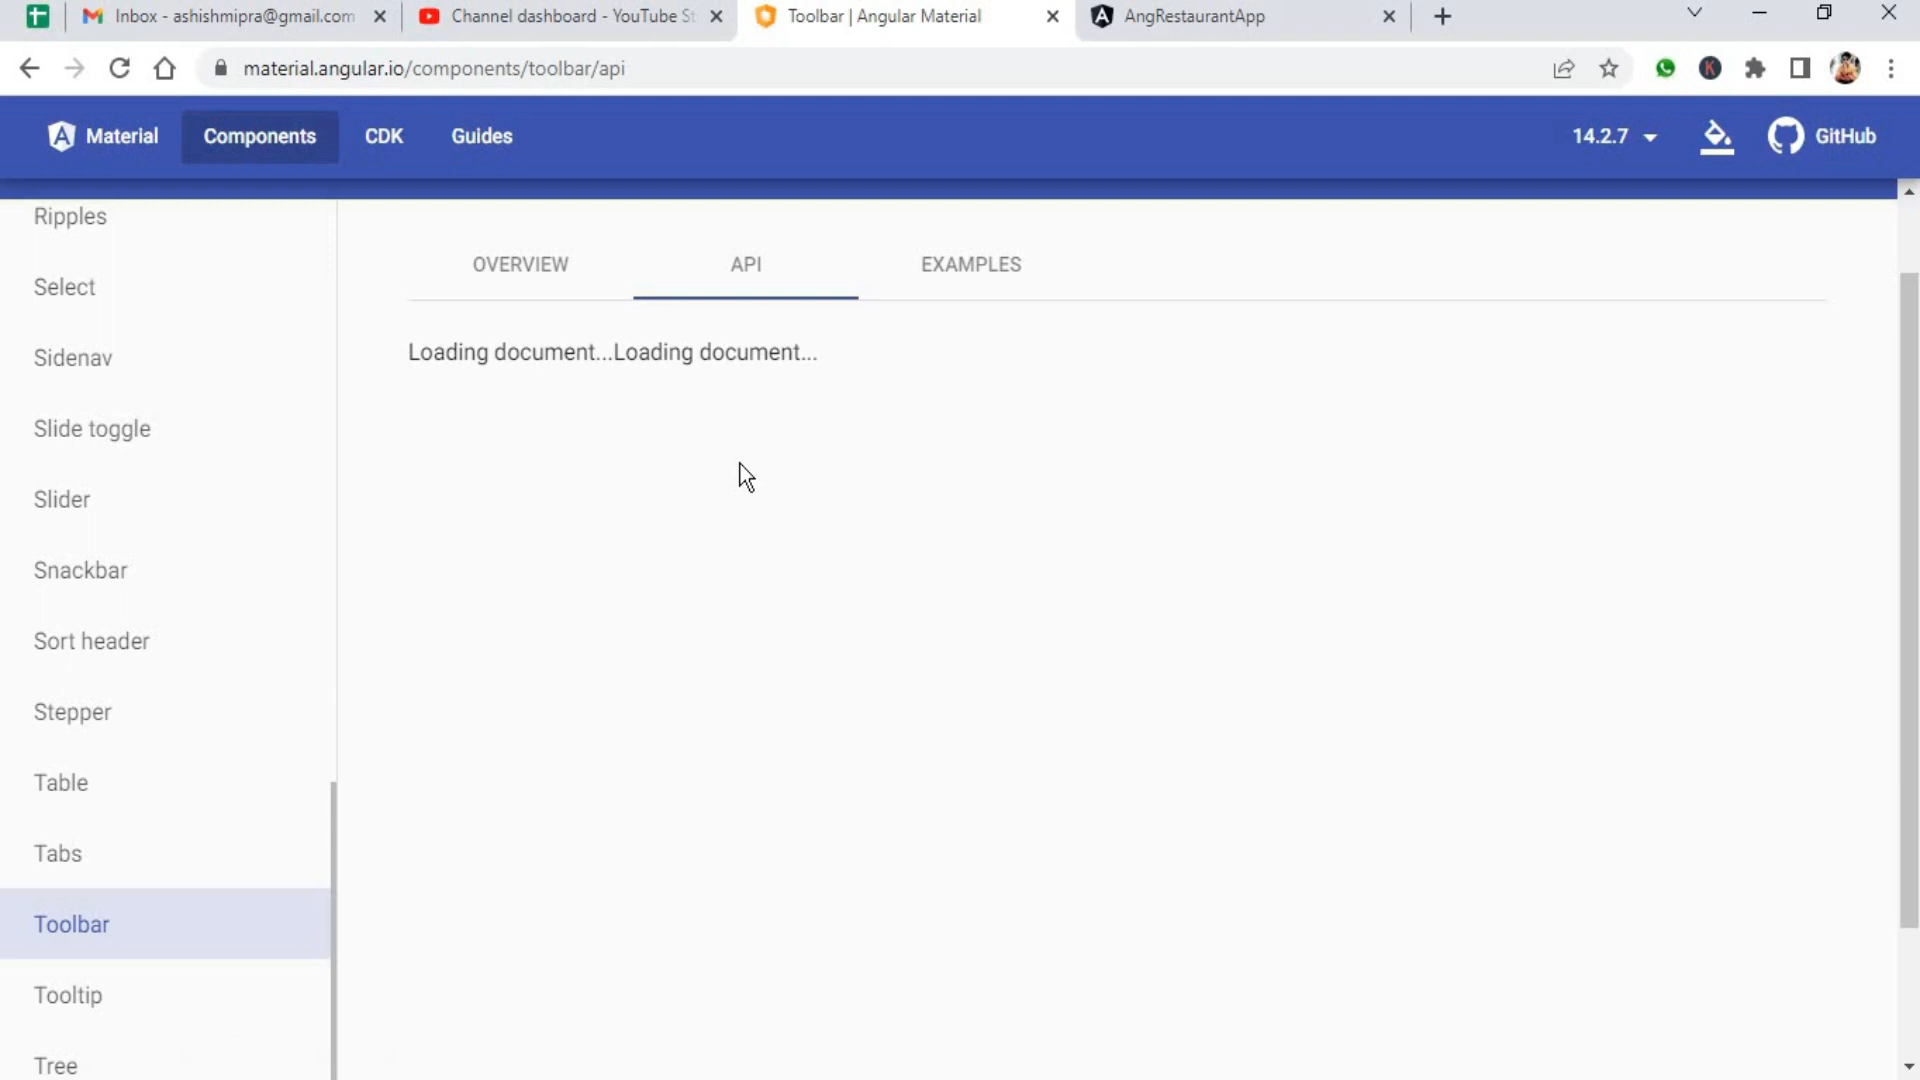 Inbox - ashishmipra@gmail.com
Channel dashboard - YouTube St
Toolbar | Angular Material
AngRestaurantApp
material.angular.io/components/toolbar/api
Material
Components
CDK
Guides
14.2.7
GitHub
Ripples
Select
Sidenav
Slide toggle
Slider
Snackbar
Sort header
Stepper
Table
Tabs
Toolbar
Tooltip
Tree
OVERVIEW
API
EXAMPLES
Loading document...Loading document...